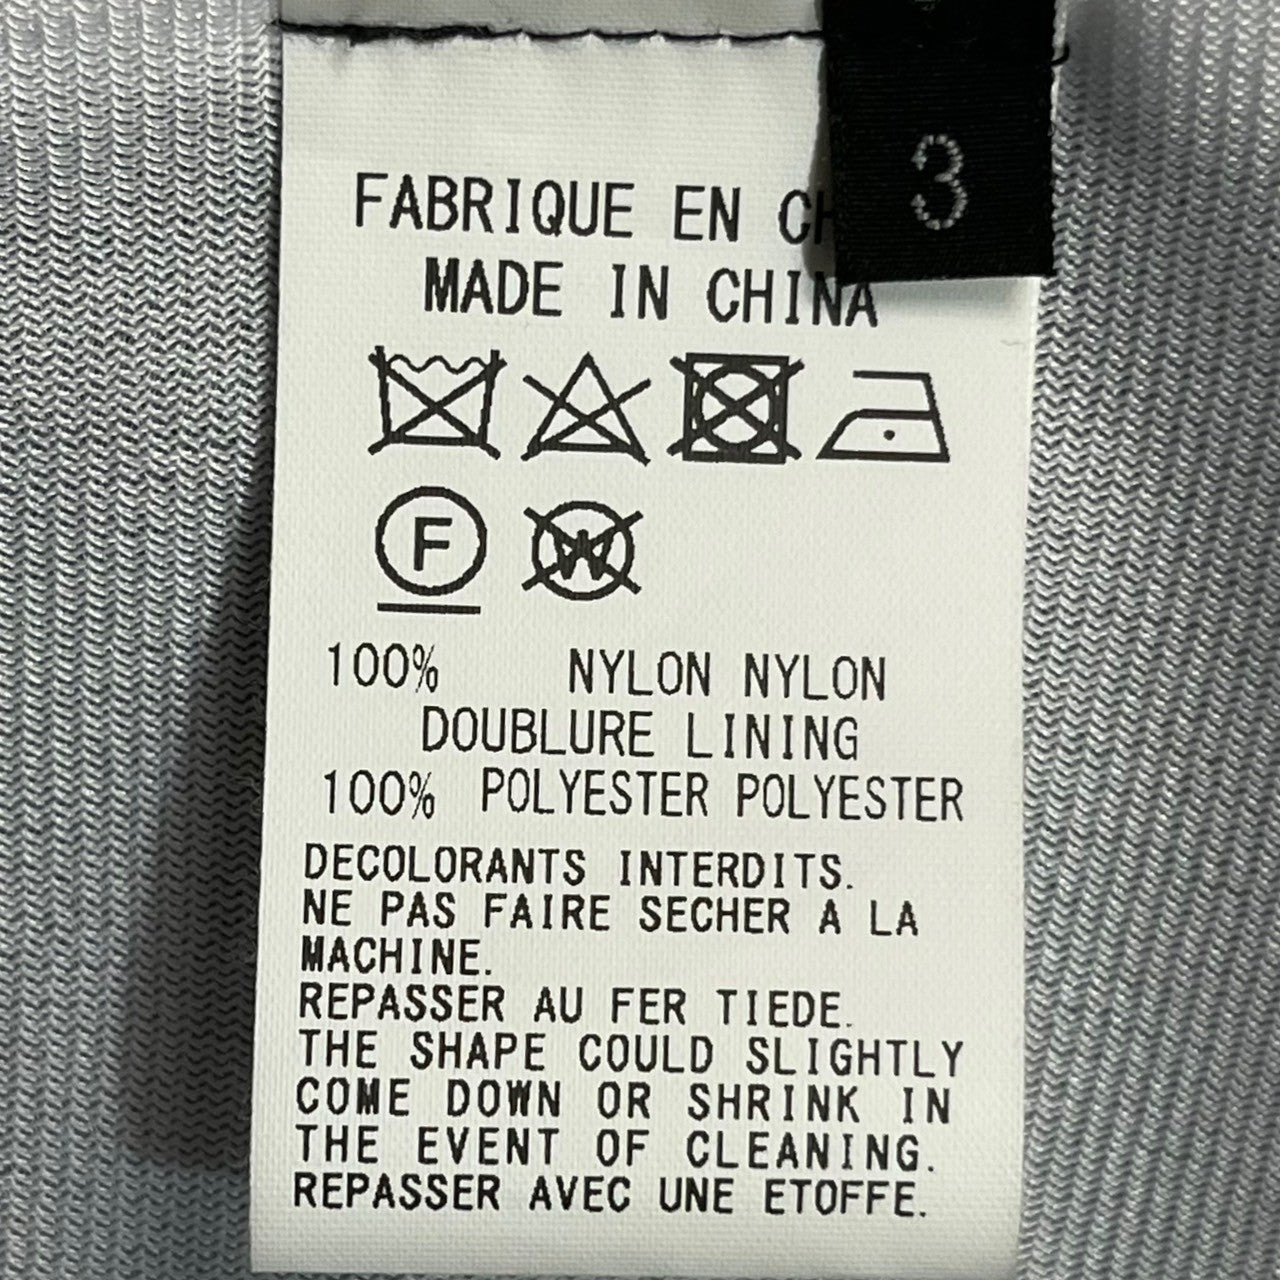 3
FABRIQUE EN
MADE IN CHINA
F
W
100% NYLON NYLON
DOUBLURE LINING
100% POLYESTER POLYESTER
DECOLORANTS INTERDITS.
NE PAS FAIRE SECHER A LA
MACHINE.
REPASSER AU FER TIEDE.
THE SHAPE COULD SLIGHTLY
COME DOWN OR SHRINK IN
THE EVENT OF CLEANING.
REPASSER AVEC UNE ETOFFE.